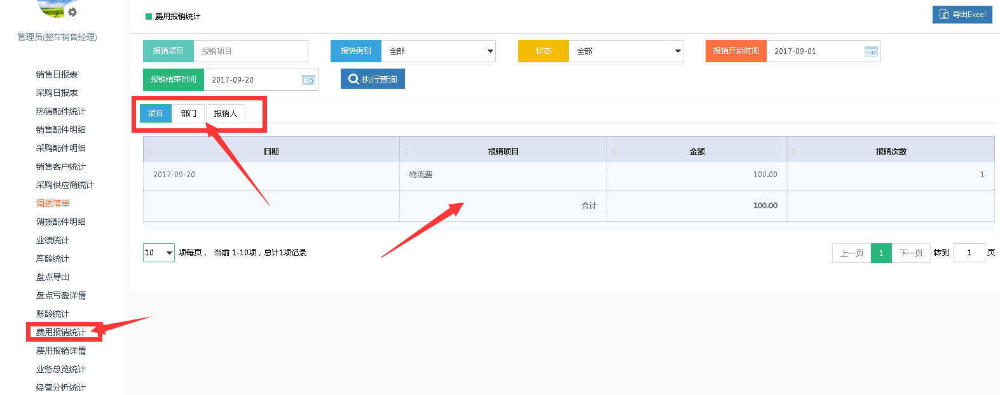 管理员(整车销售经理)
销售日报表
采购日报表
热销配件统计
销售配件明细
采购配件明细
销售客户统计
采购供应商统计
调拨清单
调拨配件明细
业绩统计
库龄统计
盘点导出
盘点亏盈详情
账龄统计
费用报销统计
费用报销详情
业务总览统计
经营分析统计
费用报销统计
导出Excel
报销项目 报销项目 报销类别 全部 状态 全部 报销开始时间 2017-09-01
报销结束时间 2017-09-20 执行查询
项目 部门 报销人
日期 报销项目 金额 报销次数
2017-09-20 物流费 100.00 1
合计 100.00
10 项每页， 当前 1-10项，总计1项记录 上一页 1 下一页 转到 1 页